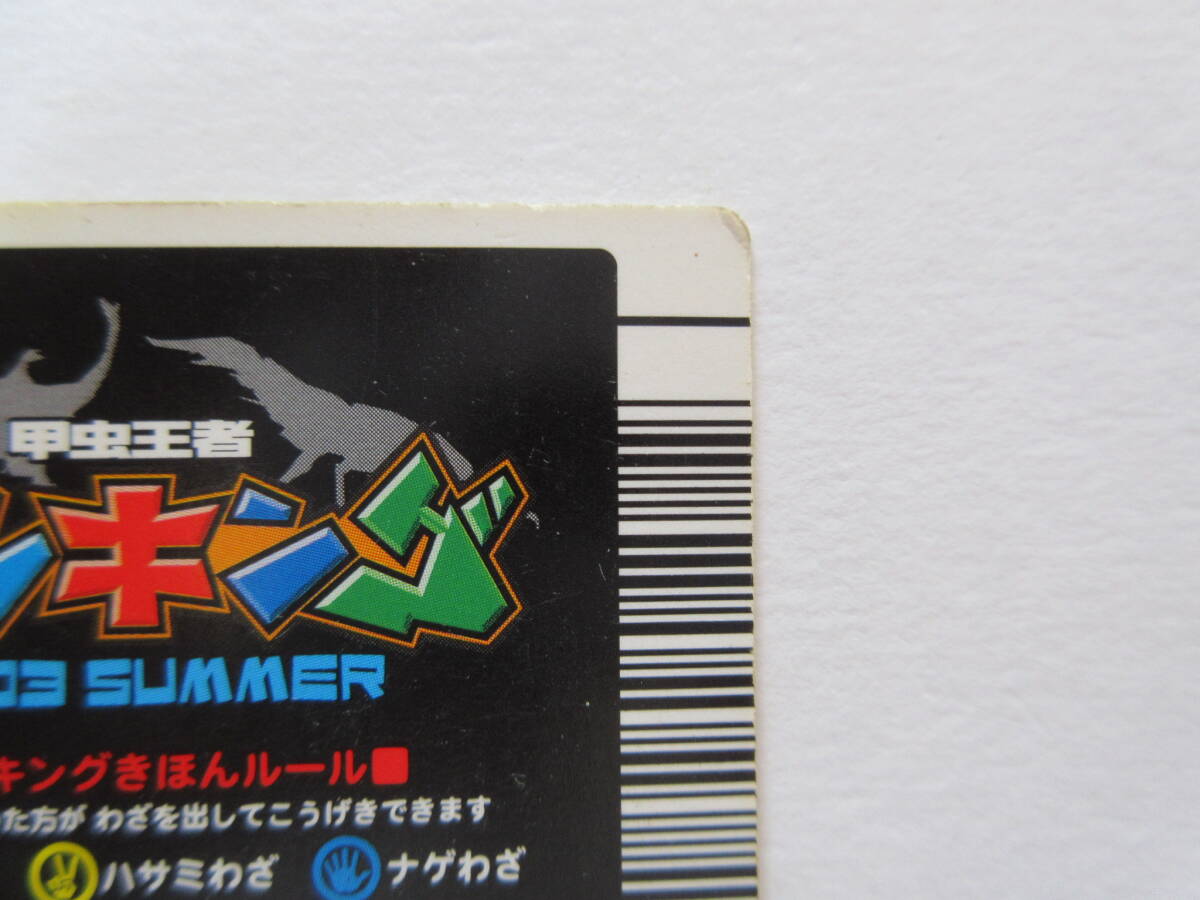 甲虫王者
キング
03 SUMMER
キングきほんルール■
た方が わざを出してこうげきできます
ハサミわざ ナゲわざ